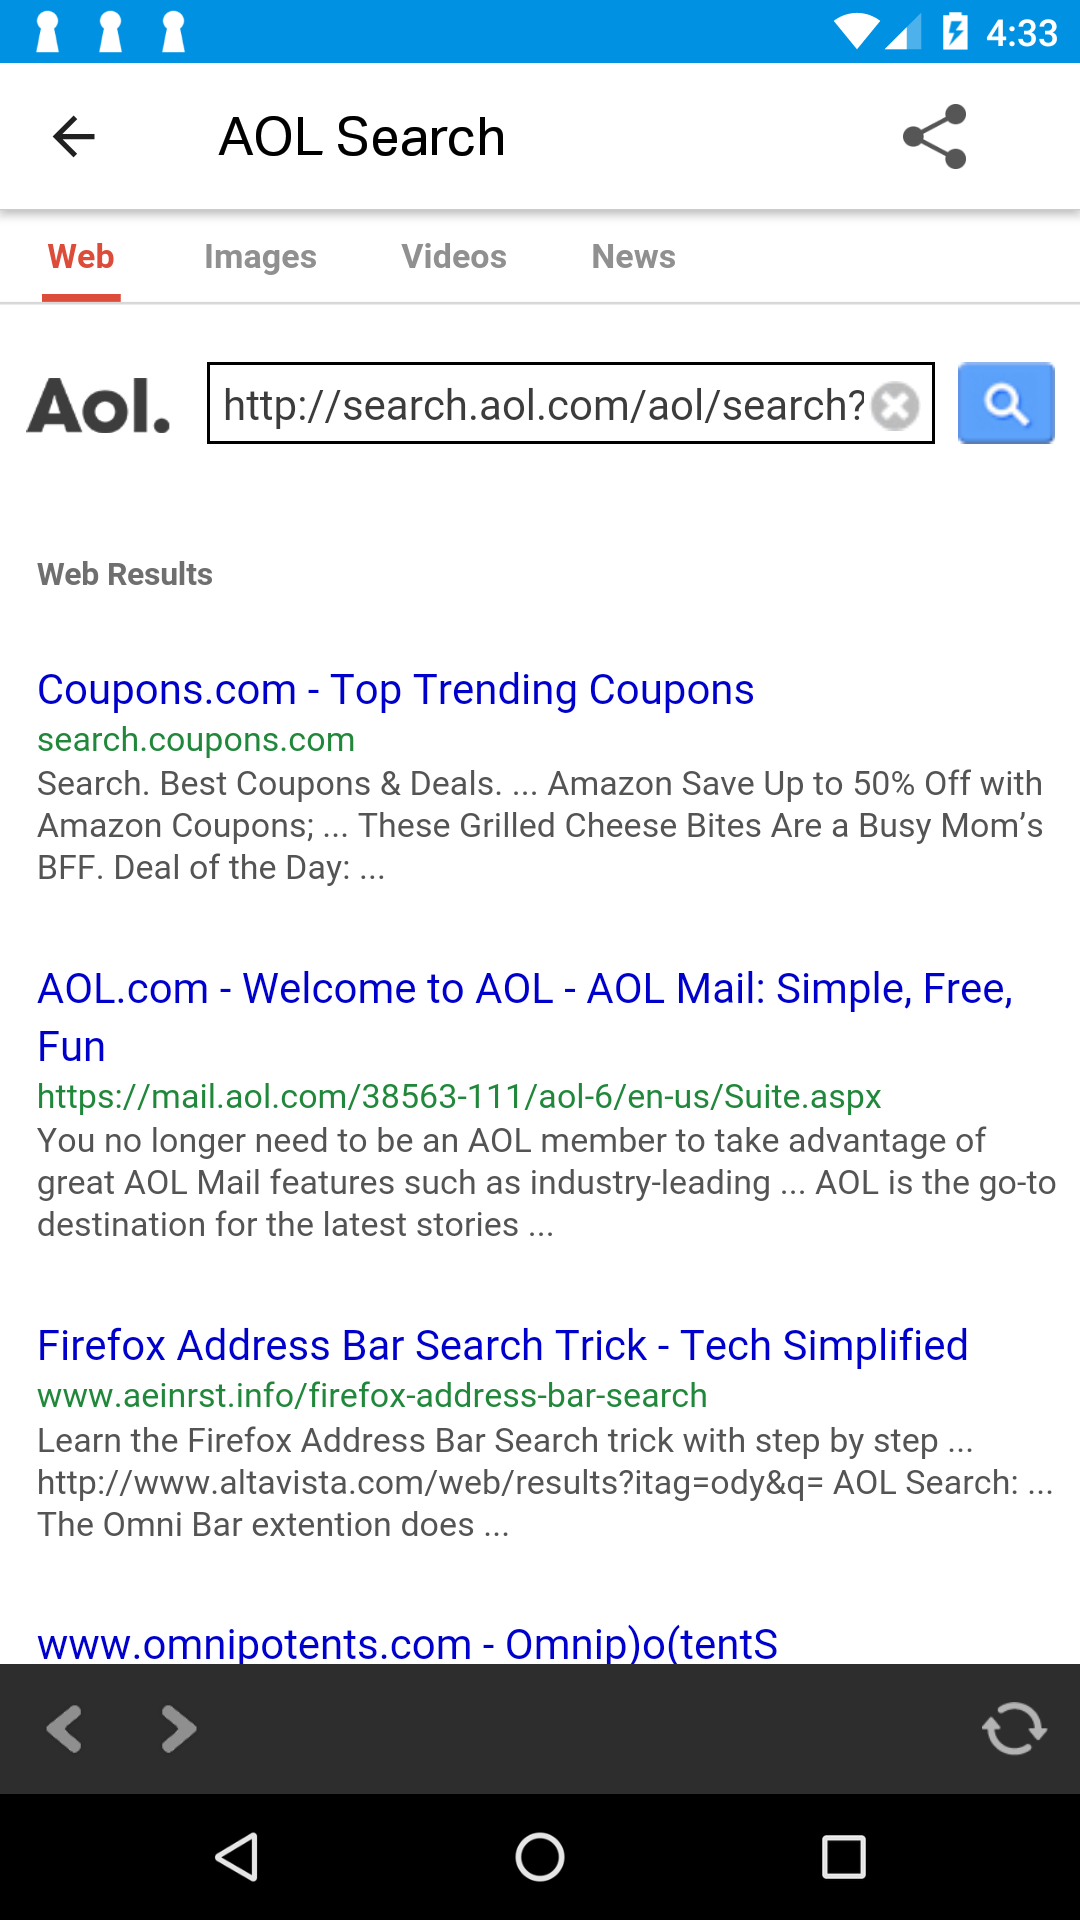 4:33
AOL Search
Web Images Videos News
Aol. http://search.aol.com/aol/search?
Web Results
Coupons.com - Top Trending Coupons
search.coupons.com
Search. Best Coupons & Deals. ... Amazon Save Up to 50% Off with
Amazon Coupons; ... These Grilled Cheese Bites Are a Busy Mom’s
BFF. Deal of the Day: ...
AOL.com - Welcome to AOL - AOL Mail: Simple, Free,
Fun
https://mail.aol.com/38563-111/aol-6/en-us/Suite.aspx
You no longer need to be an AOL member to take advantage of
great AOL Mail features such as industry-leading ... AOL is the go-to
destination for the latest stories ...
Firefox Address Bar Search Trick - Tech Simplified
www.aeinrst.info/firefox-address-bar-search
Learn the Firefox Address Bar Search trick with step by step ...
http://www.altavista.com/web/results?itag=ody&q= AOL Search: ...
The Omni Bar extention does ...
www.omnipotents.com - Omnip)o(tentS